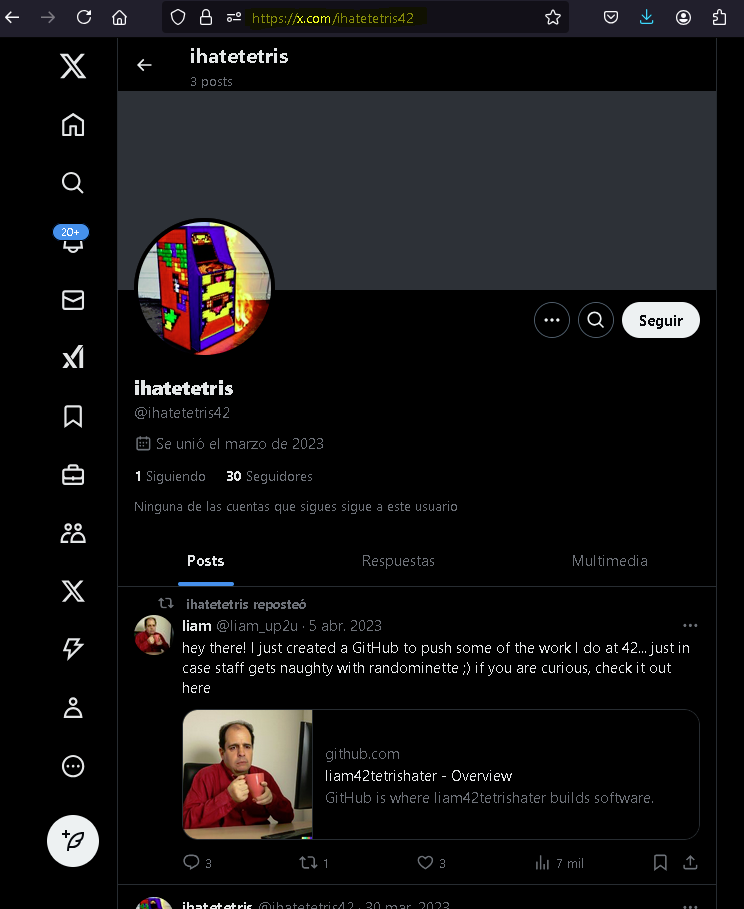 https://x.com/ihatetetris42
ihatetetris
3 posts
20+
Seguir
ihatetetris
@ihatetetris42
Se unió el marzo de 2023
1 Siguiendo 30 Seguidores
Ninguna de las cuentas que sigues sigue a este usuario
Posts Respuestas Multimedia
ihatetetris reposteó
liam @liam_up2u · 5 abr. 2023
hey there! I just created a GitHub to push some of the work I do at 42... just in
case staff gets naughty with randominette ;) if you are curious, check it out
here
github.com
liam42tetrishater - Overview
GitHub is where liam42tetrishater builds software.
3 1 3 7 mil
ihatetetris @ihatetetris42 · 30 mar. 2023